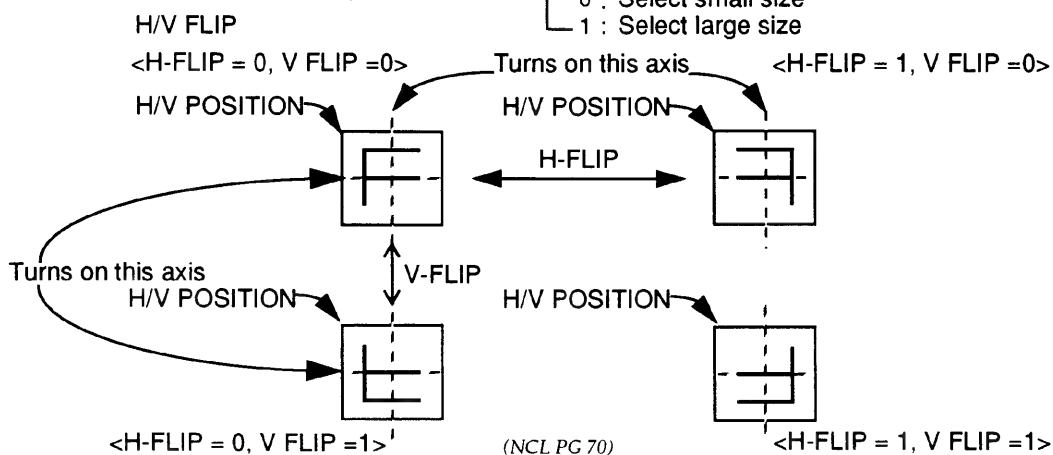 0 : Select small size
H/V FLIP
1 : Select large size
<H-FLIP = 0, V FLIP =0>
Turns on this axis
<H-FLIP = 1, V FLIP =0>
H/V POSITION
H/V POSITION
H-FLIP
Turns on this axis
V-FLIP
H/V POSITION
H/V POSITION
<H-FLIP = 0, V FLIP =1>
(NCL PG 70)
<H-FLIP = 1, V FLIP =1>